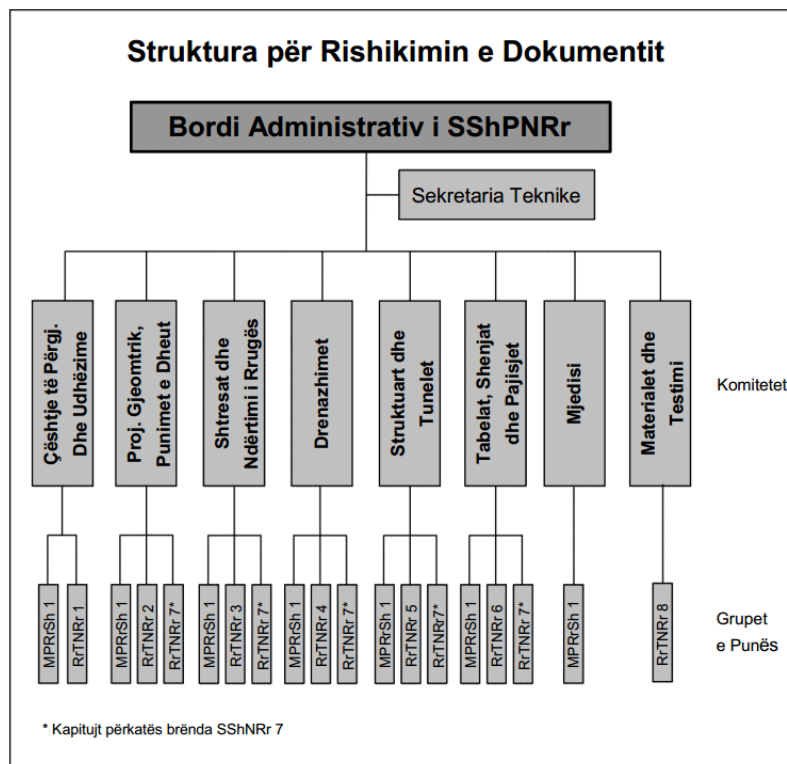 Struktura për Rishikimin e Dokumentit
Bordi Administrativ i SShPNRr
Sekretaria Teknike
Çështje të Përgj.
Dhe Udhëzime
Proj. Gjeomtrik,
Punimet e Dheut
Shtresat dhe
Ndërtimi i Rrugës
Drenazhimet
Struktuart dhe
Tunelet
Tabelat, Shenjat
dhe Pajisjet
Mjedisi
Materialet dhe
Testimi
Komitetet
MPRrSh 1
RrTNRr 1
MPRrSh 1
RrTNRr 2
RrTNRr 7*
MPRrSh 1
RrTNRr 3
RrTNRr 7*
MPRrSh 1
RrTNRr 4
RrTNRr 7*
MPRrSh 1
RrTNRr 5
RrTNRr7*
MPRrSh 1
RrTNRr 6
RrTNRr 7*
MPRrSh 1
RrTNRr 8
Grupet
e Punës
* Kapitujt përkatës brënda SShNRr 7